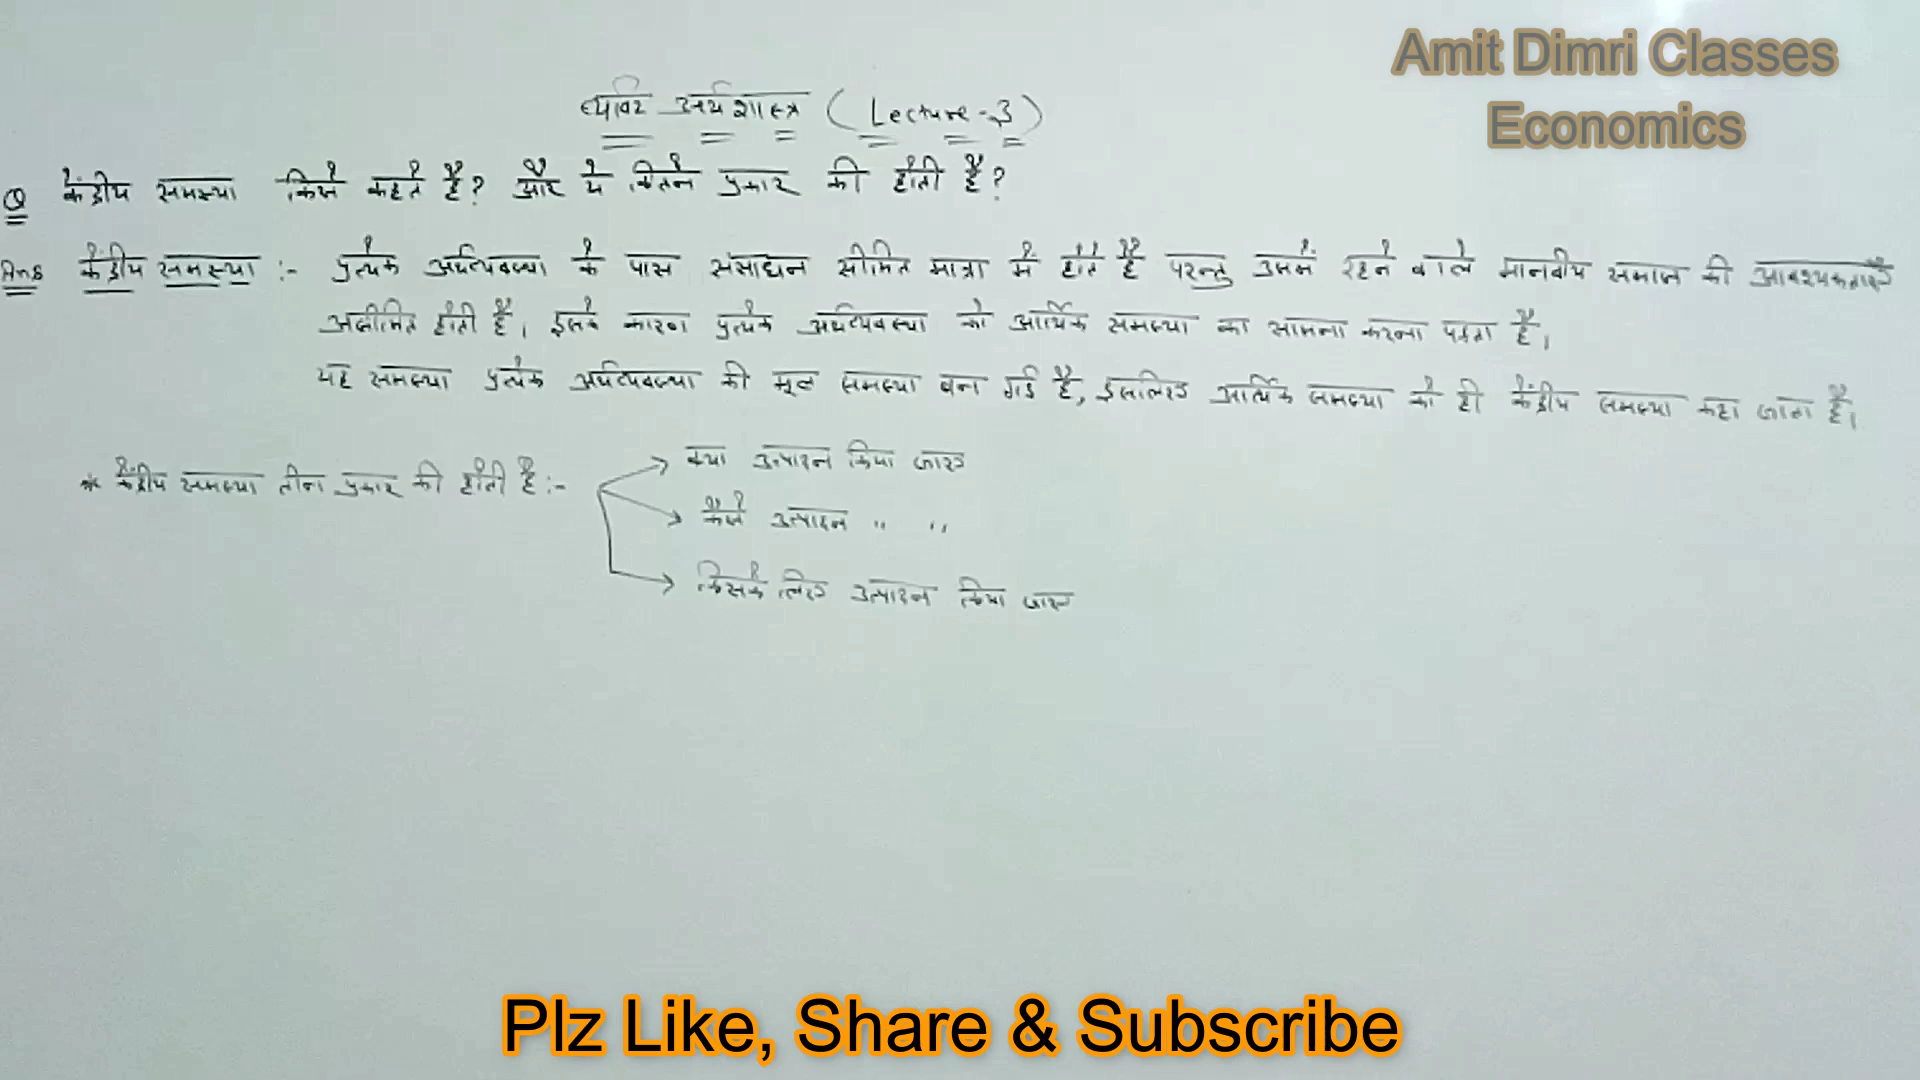 Amit Dimri Classes
Economics
व्यष्टि अर्थशास्त्र (Lecture-3)
Q केंद्रीय समस्या किसे कहते है? और ये कितने प्रकार की होती है?
Ans केंद्रीय समस्या :- प्रत्येक अर्थव्यवस्था के पास संसाधन सीमित मात्रा में होते है परन्तु उसमें रहने वाले मानवीय समाज की आवश्यकताएँ
असीमित होती है। इसके कारण प्रत्येक अर्थव्यवस्था को आर्थिक समस्या का सामना करना पड़ता है।
यह समस्या प्रत्येक अर्थव्यवस्था की मूल समस्या बन गई है, इसलिए आर्थिक समस्या को ही केंद्रीय समस्या कहा जाता है।
* केंद्रीय समस्या तीन प्रकार की होती है :-
क्या उत्पादन किया जाए
कैसे उत्पादन " "
किसके लिए उत्पादन किया जाए
Plz Like, Share & Subscribe